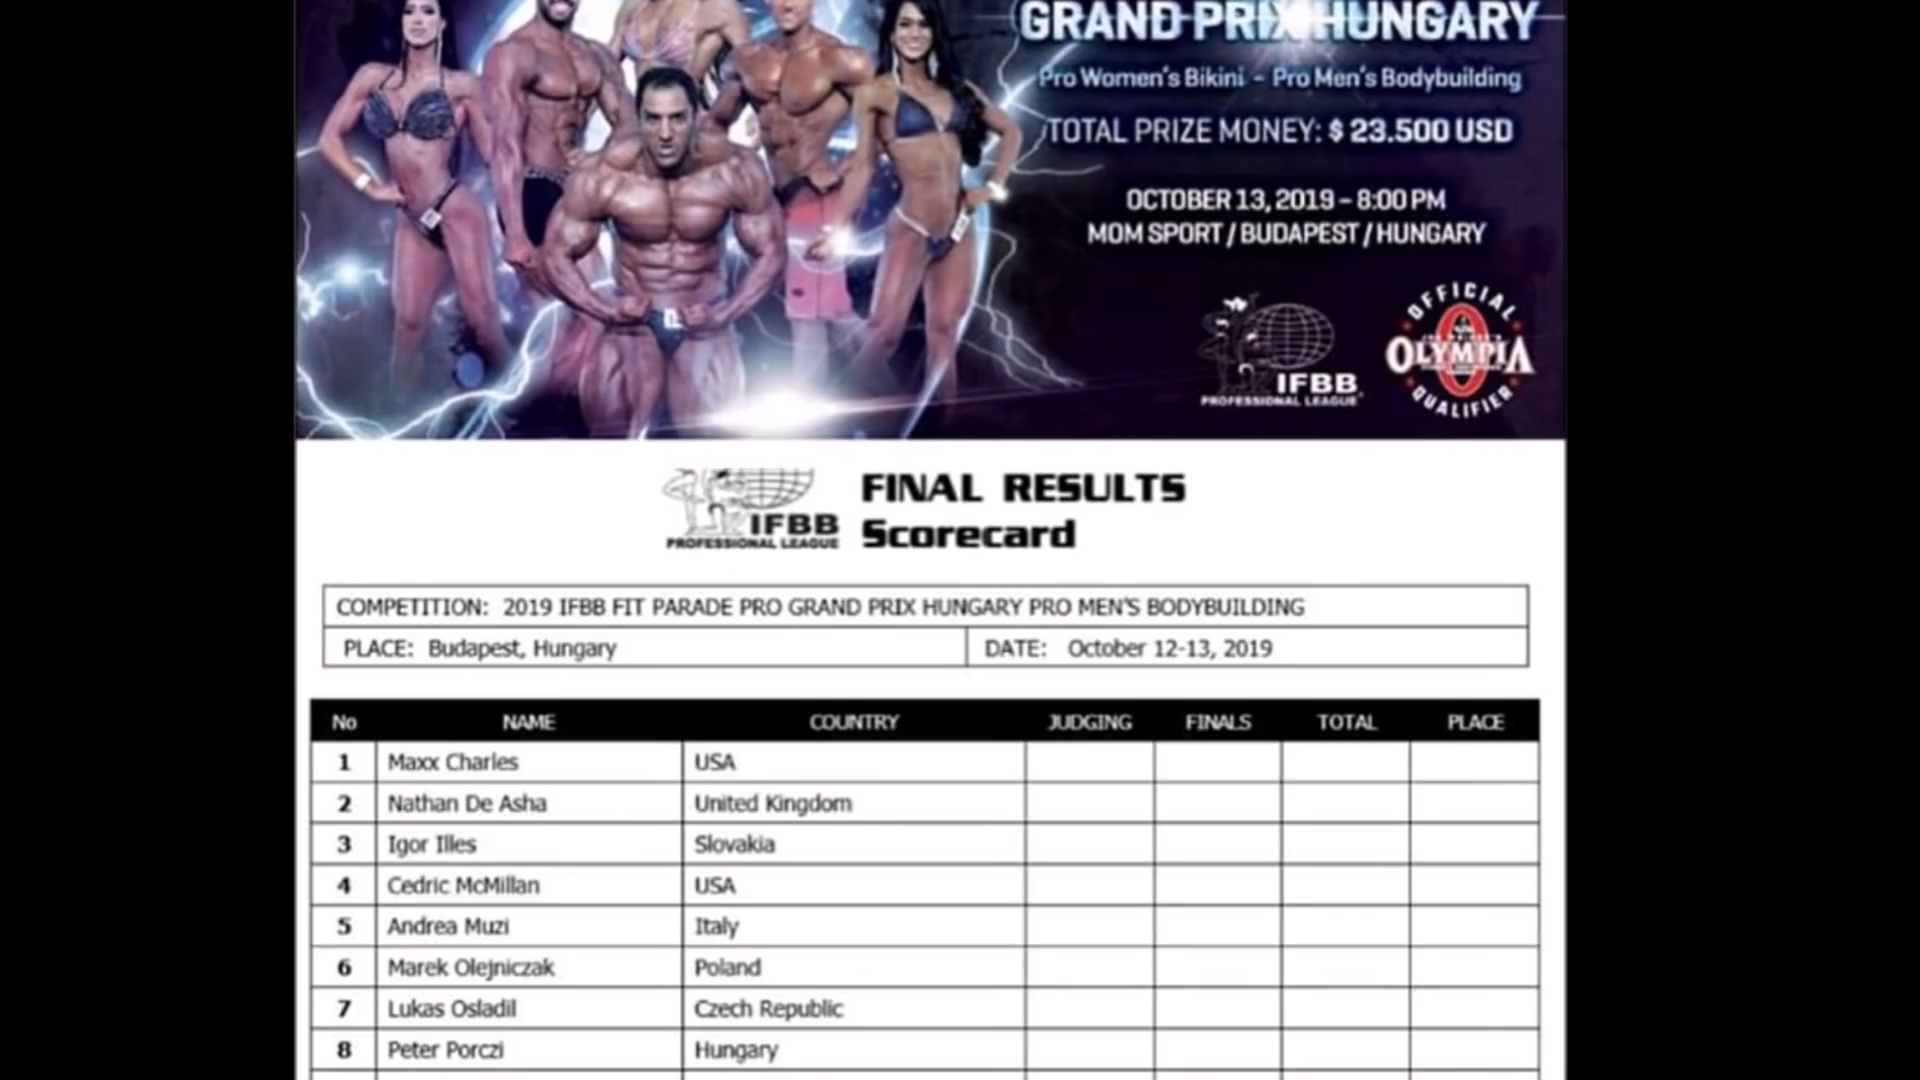 GRAND PRIX HUNGARY
Pro Women's Bikini - Pro Men's Bodybuilding
TOTAL PRIZE MONEY: $ 23.500 USD
OCTOBER 13, 2019 – 8:00 PM
MOM SPORT / BUDAPEST / HUNGARY
IFBB
PROFESSIONAL LEAGUE
OFFICIAL
OLYMPIA
QUALIFIER
IFBB
PROFESSIONAL LEAGUE
FINAL RESULTS
Scorecard
COMPETITION: 2019 IFBB FIT PARADE PRO GRAND PRIX HUNGARY PRO MEN'S BODYBUILDING
PLACE: Budapest, Hungary DATE: October 12-13, 2019
No NAME COUNTRY JUDGING FINALS TOTAL PLACE
1 Maxx Charles USA
2 Nathan De Asha United Kingdom
3 Igor Illes Slovakia
4 Cedric McMillan USA
5 Andrea Muzi Italy
6 Marek Olejniczak Poland
7 Lukas Osladil Czech Republic
8 Peter Porczi Hungary